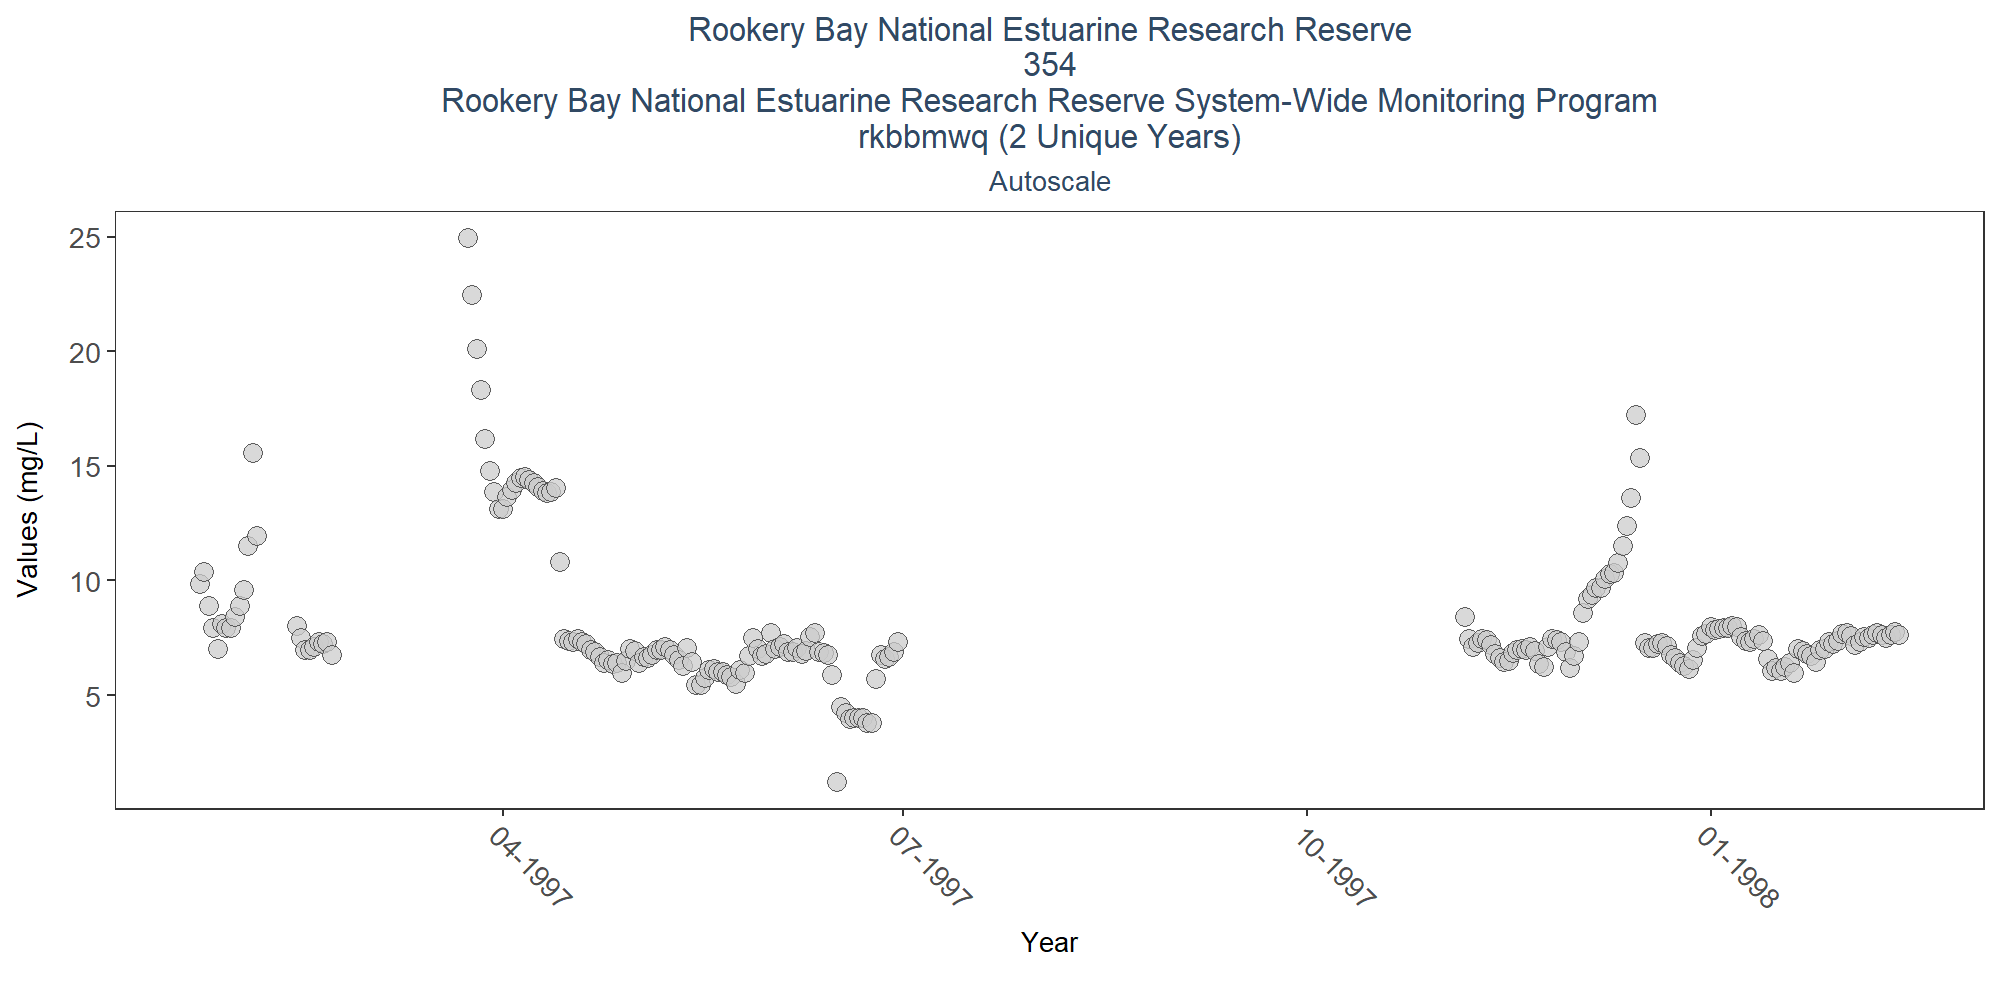 Rookery Bay National Estuarine Research Reserve
354
Rookery Bay National Estuarine Research Reserve System-Wide Monitoring Program
rkbbmwq (2 Unique Years)
Autoscale
Values (mg/L)
25
20
15
10
5
04-1997
07-1997
10-1997
01-1998
Year